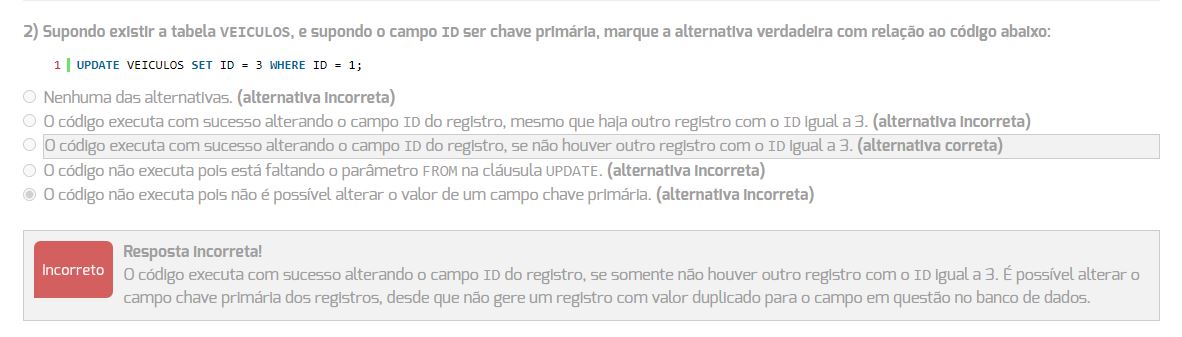 2) Supondo existir a tabela VEICULOS, e supondo o campo ID ser chave primária, marque a alternativa verdadeira com relação ao código abaixo:
1 UPDATE VEICULOS SET ID = 3 WHERE ID = 1;
Nenhuma das alternativas. (alternativa incorreta)
O código executa com sucesso alterando o campo ID do registro, mesmo que haja outro registro com o ID igual a 3. (alternativa incorreta)
O código executa com sucesso alterando o campo ID do registro, se não houver outro registro com o ID igual a 3. (alternativa correta)
O código não executa pois está faltando o parâmetro FROM na cláusula UPDATE. (alternativa incorreta)
O código não executa pois não é possível alterar o valor de um campo chave primária. (alternativa incorreta)
Incorreto
Resposta incorreta!
O código executa com sucesso alterando o campo ID do registro, se somente não houver outro registro com o ID igual a 3. É possível alterar o
campo chave primária dos registros, desde que não gere um registro com valor duplicado para o campo em questão no banco de dados.